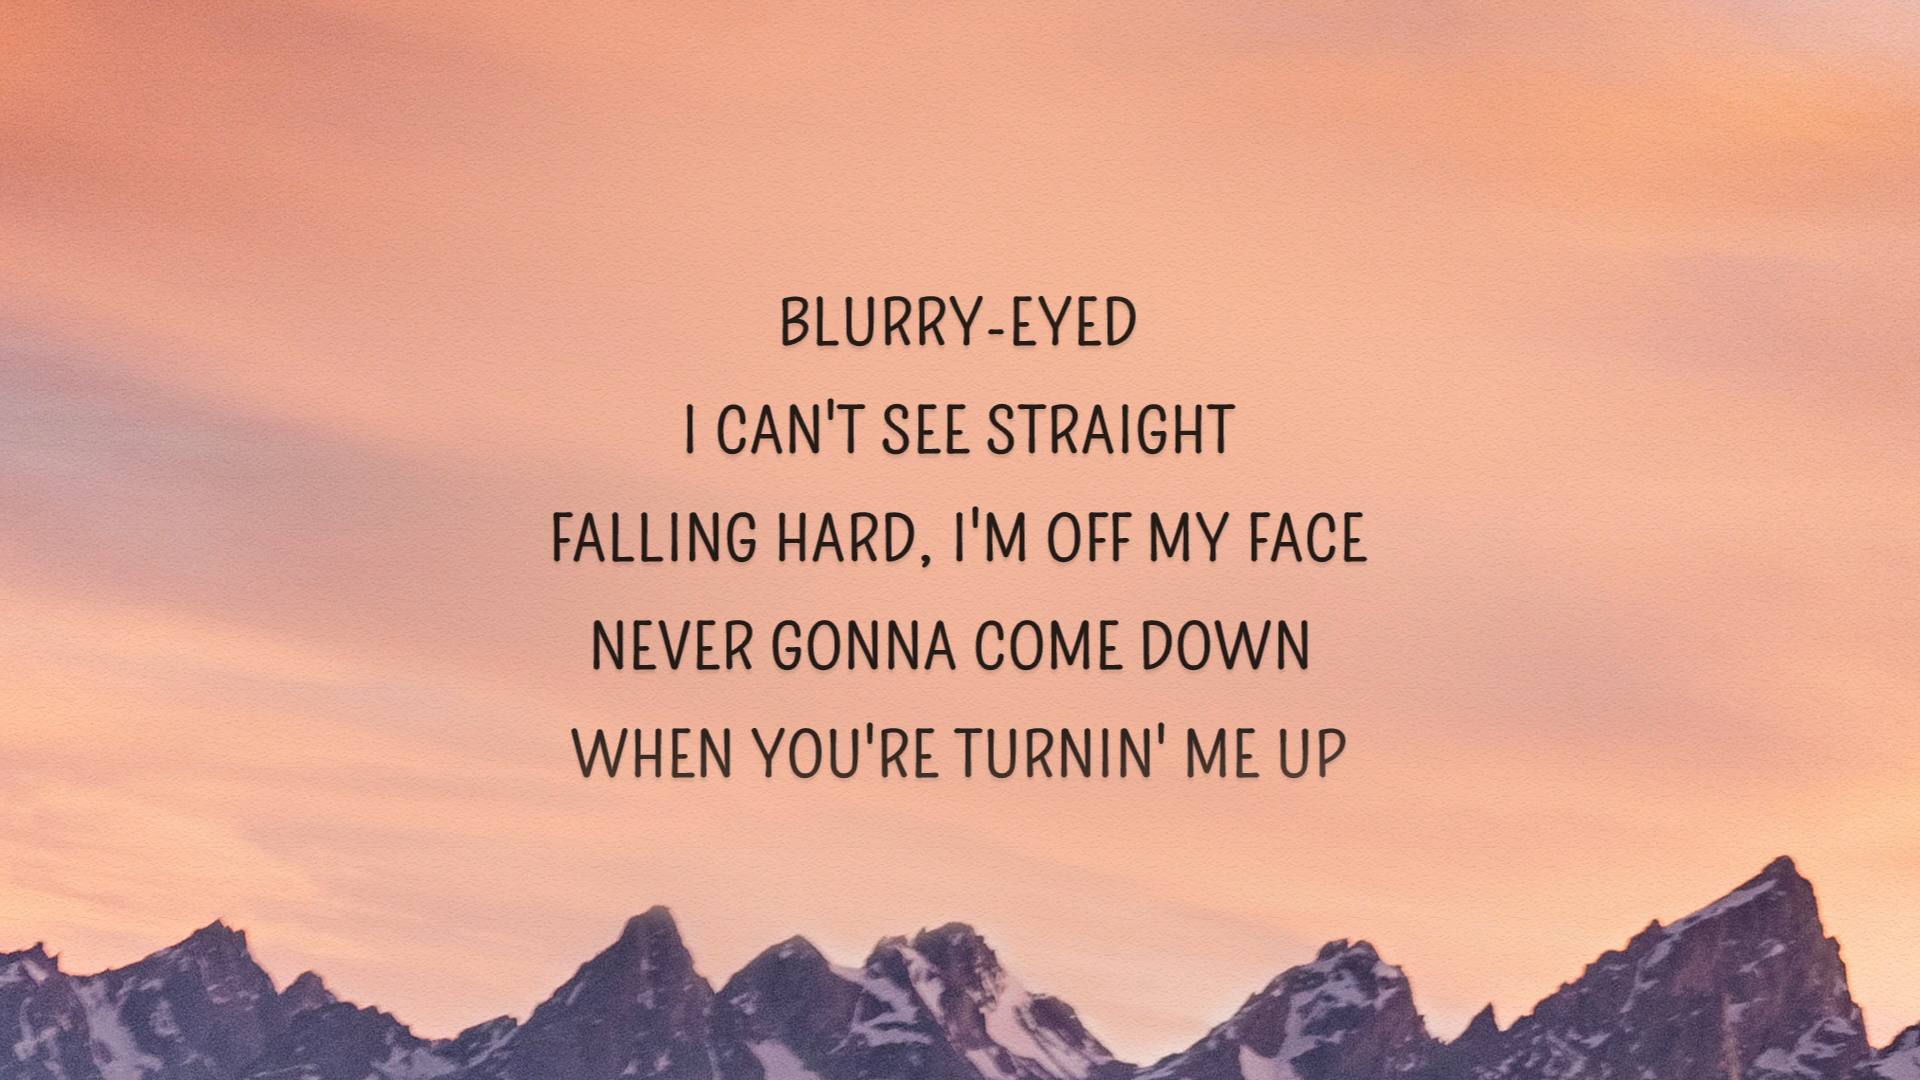 BLURRY-EYED
I CAN'T SEE STRAIGHT
FALLING HARD, I'M OFF MY FACE
NEVER GONNA COME DOWN
WHEN YOU'RE TURNIN' ME UP